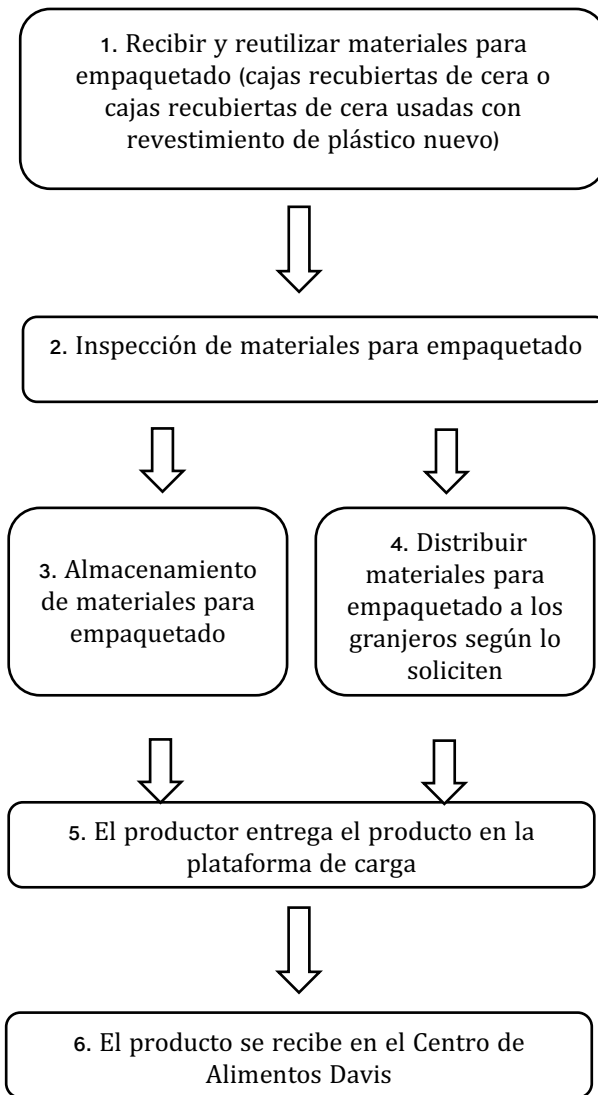 1. Recibir y reutilizar materiales para
empaquetado (cajas recubiertas de cera o
cajas recubiertas de cera usadas con
revestimiento de plástico nuevo)
2. Inspección de materiales para empaquetado
3. Almacenamiento
de materiales para
empaquetado
4. Distribuir
materiales para
empaquetado a los
granjeros según lo
soliciten
5. El productor entrega el producto en la
plataforma de carga
6. El producto se recibe en el Centro de
Alimentos Davis